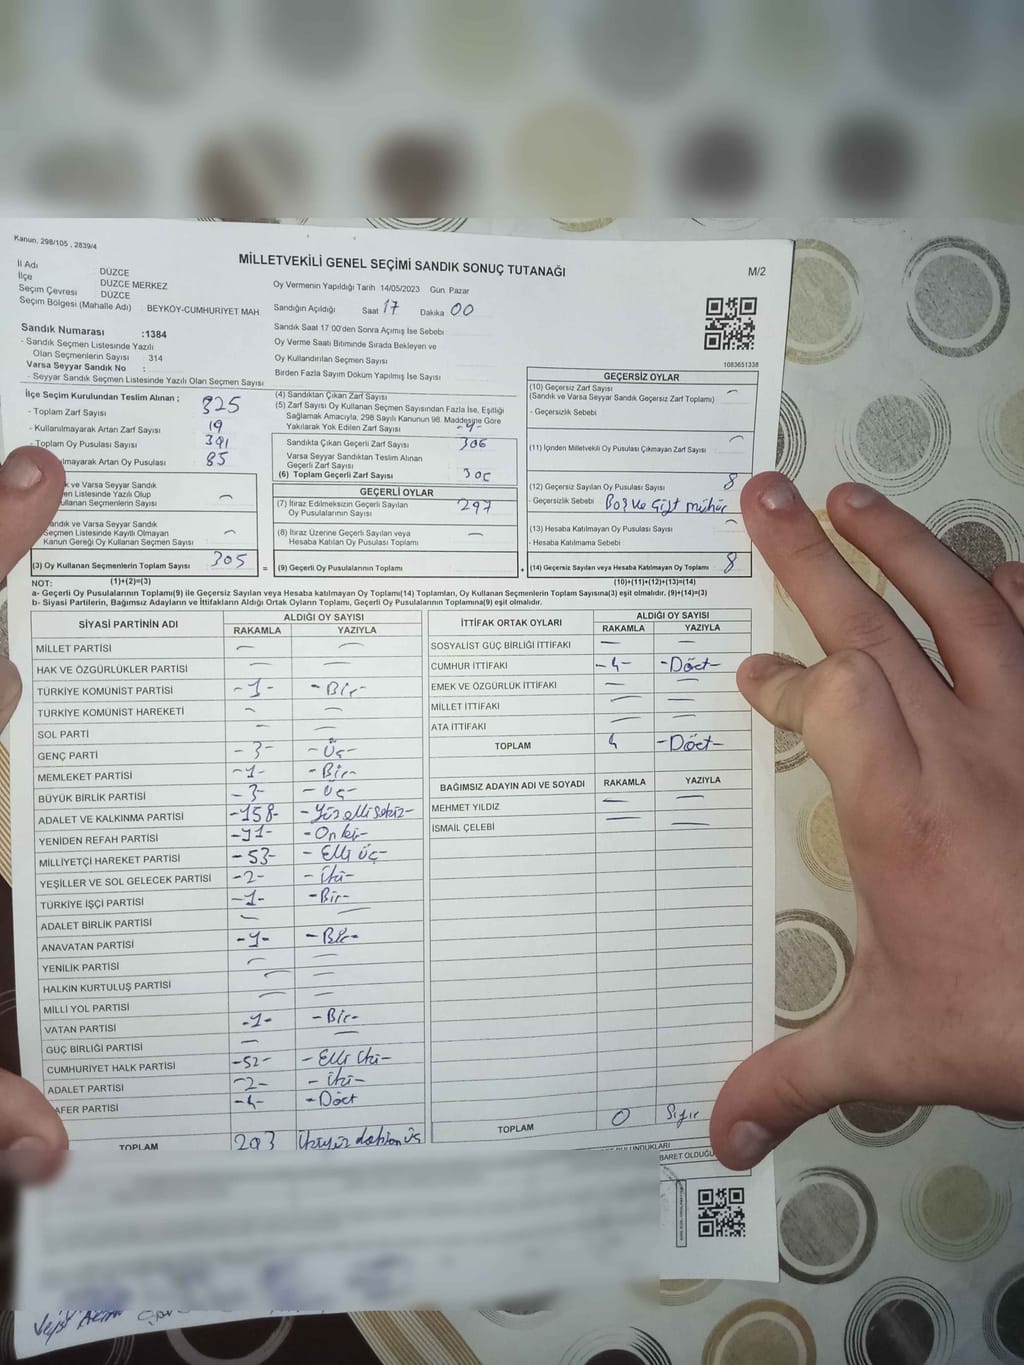 Kanun, 298/105 , 2839/4
MİLLETVEKİLİ GENEL SEÇİMİ SANDIK SONUÇ TUTANAĞI
M/2
İl Adı DÜZCE
İlçe DÜZCE MERKEZ
Seçim Çevresi DÜZCE
Seçim Bölgesi (Mahalle Adı) BEYKÖY-CUMHURİYET MAH
Sandık Numarası :1384
- Sandık Seçmen Listesinde Yazılı
Olan Seçmenlerin Sayısı 314
Varsa Seyyar Sandık No :
- Seyyar Sandık Seçmen Listesinde Yazılı Olan Seçmen Sayısı
Oy Vermenin Yapıldığı Tarih 14/05/2023 Gün. Pazar
Sandığın Açıldığı Saat 17 Dakika 00
Sandık Saat 17 00'den Sonra Açımış İse Sebebi
Oy Verme Saati Bitiminde Sırada Bekleyen ve
Oy Kullandırılan Seçmen Sayısı
Birden Fazla Sayım Döküm Yapılmış İse Sayısı
1083651338
İlçe Seçim Kurulundan Teslim Alınan ;
- Toplam Zarf Sayısı 325
- Kullanılmayarak Artan Zarf Sayısı 19
- Toplam Oy Pusulası Sayısı 391
lmayarak Artan Oy Pusulası 85
k ve Varsa Seyyar Sandık
en Listesinde Yazılı Olup
ullanan Seçmenlerin Sayısı
andık ve Varsa Seyyar Sandık
Seçmen Listesinde Kayıtlı Olmayan
Kanun Gereği Oy Kullanan Seçmen Sayısı
(3) Oy Kullanan Seçmenlerin Toplam Sayısı 305 =
(4) Sandıktan Çıkan Zarf Sayısı
(5) Zarf Sayısı Oy Kullanan Seçmen Sayısından Fazla İse, Eşitliği
Sağlamak Amacıyla, 298 Sayılı Kanunun 98. Maddesine Göre
Yakılarak Yok Edilen Zarf Sayısı
Sandıkta Çıkan Geçerli Zarf Sayısı 306
Varsa Seyyar Sandıktan Teslim Alınan
Geçerli Zarf Sayısı
(6) Toplam Geçerli Zarf Sayısı 305
GEÇERLİ OYLAR
(7) İtiraz Edilmeksizin Geçerli Sayılan
Oy Pusulalarının Sayısı 297
(8) İtiraz Üzerine Geçerli Sayılan veya
Hesaba Katılan Oy Pusulası Toplamı —
(9) Geçerli Oy Pusulalarının Toplamı +
GEÇERSİZ OYLAR
(10) Geçersiz Zarf Sayısı
(Sandık ve Varsa Seyyar Sandık Geçersiz Zarf Toplamı) —
- Geçersizlik Sebebi
(11) İçinden Milletvekili Oy Pusulası Çıkmayan Zarf Sayısı —
(12) Geçersiz Sayılan Oy Pusulası Sayısı 8
- Geçersizlik Sebebi Boş ve Çift mühür
(13) Hesaba Katılmayan Oy Pusulası Sayısı —
- Hesaba Katılmama Sebebi
(14) Geçersiz Sayılan veya Hesaba Katılmayan Oy Toplamı 8
NOT: (1)+(2)=(3) (10)+(11)+(12)+(13)=(14)
a- Geçerli Oy Pusulalarının Toplamı(9) ile Geçersiz Sayılan veya Hesaba Katılmayan Oy Toplamı(14) Toplamları, Oy Kullanan Seçmenlerin Toplam Sayısına(3) eşit olmalıdır. (9)+(14)=(3)
b- Siyasi Partilerin, Bağımsız Adayların ve İttifakların Aldığı Ortak Oyların Toplamı, Geçerli Oy Pusulalarının Toplamına(9) eşit olmalıdır.
SİYASİ PARTİNİN ADI ALDIĞI OY SAYISI
RAKAMLA YAZIYLA
MİLLET PARTİSİ — —
HAK VE ÖZGÜRLÜKLER PARTİSİ — —
TÜRKİYE KOMÜNİST PARTİSİ -1- -Bir-
TÜRKİYE KOMÜNİST HAREKETİ — —
SOL PARTİ — —
GENÇ PARTİ -3- -Üç-
MEMLEKET PARTİSİ -1- -Bir-
BÜYÜK BİRLİK PARTİSİ -3- -Üç-
ADALET VE KALKINMA PARTİSİ -158- -Yüz elli sekiz-
YENİDEN REFAH PARTİSİ -11-
MİLLİYETÇİ HAREKET PARTİSİ -53- -Elli üç-
YEŞİLLER VE SOL GELECEK PARTİSİ -2- -iki-
TÜRKİYE İŞÇİ PARTİSİ -1- -Bir-
ADALET BİRLİK PARTİSİ — —
ANAVATAN PARTİSİ -1- -Bir-
YENİLİK PARTİSİ — —
HALKIN KURTULUŞ PARTİSİ — —
MİLLİ YOL PARTİSİ — —
VATAN PARTİSİ -1- -Bir-
GÜÇ BİRLİĞİ PARTİSİ — —
CUMHURİYET HALK PARTİSİ -52- -Elli iki-
ADALET PARTİSİ -2- -iki-
AFER PARTİSİ -4- -Dört
TOPLAM 293 ikiyüz doksan üç
İTTİFAK ORTAK OYLARI ALDIĞI OY SAYISI
RAKAMLA YAZIYLA
SOSYALİST GÜÇ BİRLİĞİ İTTİFAKI — —
CUMHUR İTTİFAKI -4- -Dört-
EMEK VE ÖZGÜRLÜK İTTİFAKI — —
MİLLET İTTİFAKI — —
ATA İTTİFAKI — —
TOPLAM 4 -Dört-
BAĞIMSIZ ADAYIN ADI VE SOYADI RAKAMLA YAZIYLA
MEHMET YILDIZ — —
İSMAİL ÇELEBİ — —
TOPLAM 0 Sıfır
BULUNDUKLARI
BARET OLDUĞU